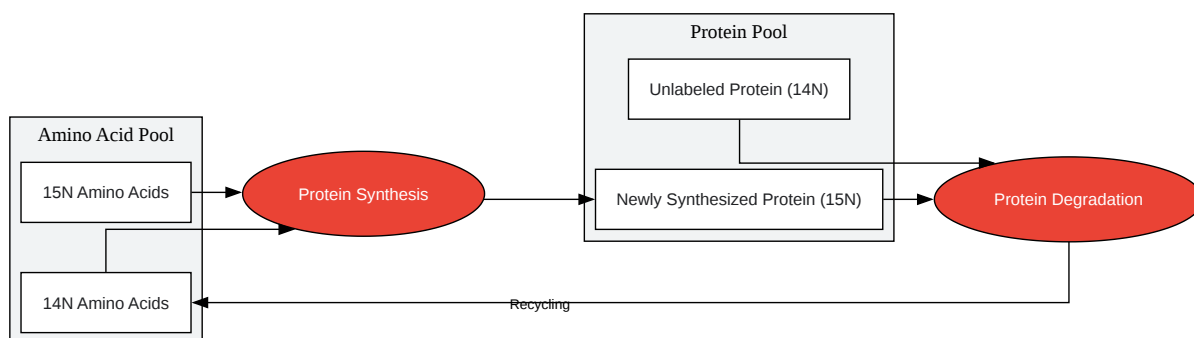 Protein Pool
Unlabeled Protein (14N)
Amino Acid Pool
15N Amino Acids
Protein Synthesis
Newly Synthesized Protein (15N)
Protein Degradation
14N Amino Acids
Recycling